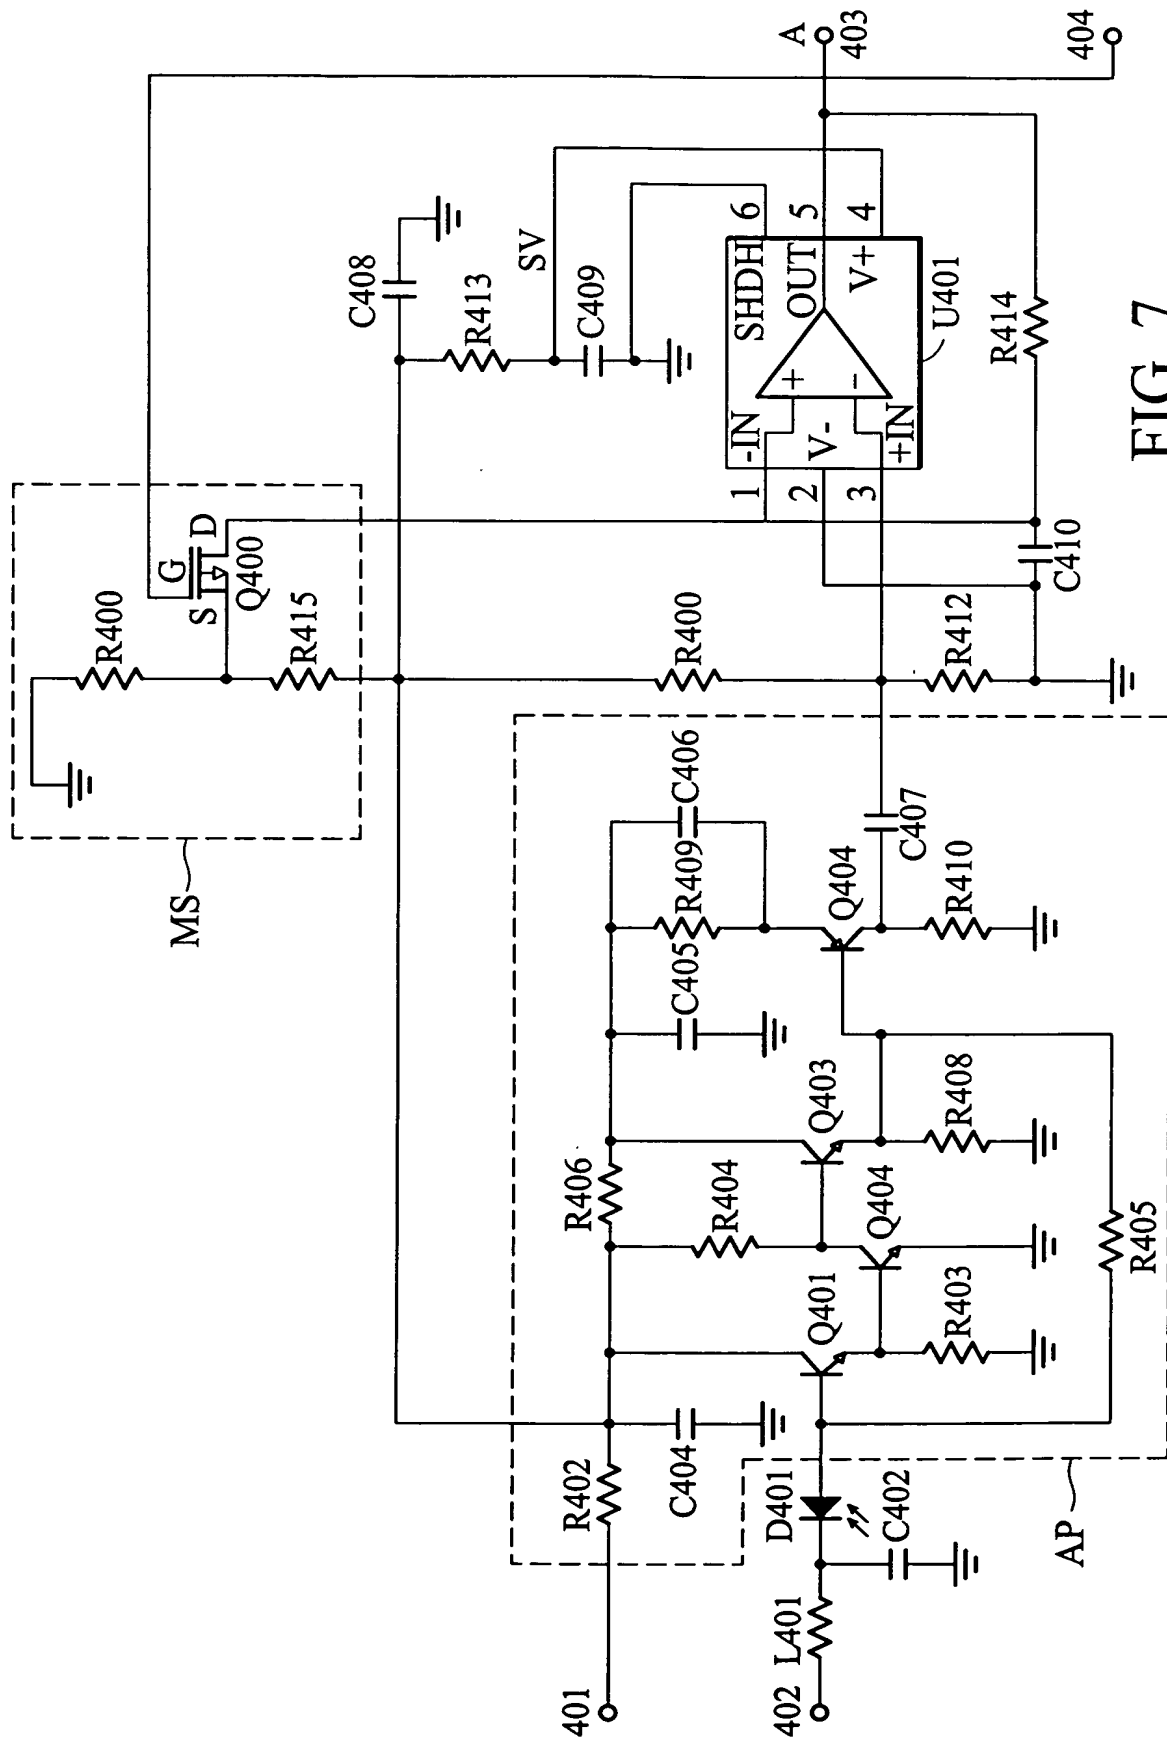 MS
R400
R415
G
S
D
Q400
C408
R413
SV
C409
A
403
404
-IN
SHDH
1
6
V-
OUT
2
5
+IN
V+
3
4
+
-
U401
R414
C410
R400
R412
FIG. 7
R406
C405
R409
C406
Q404
C407
R410
Q403
R408
R404
Q404
Q401
R403
R405
R402
C404
D401
C402
L401
401
402
AP